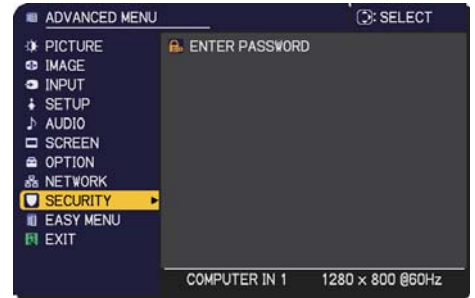 ADVANCED MENU
: SELECT
PICTURE
ENTER PASSWORD
IMAGE
INPUT
SETUP
AUDIO
SCREEN
OPTION
NETWORK
SECURITY
EASY MENU
EXIT
COMPUTER IN 1 1280 × 800 @60Hz